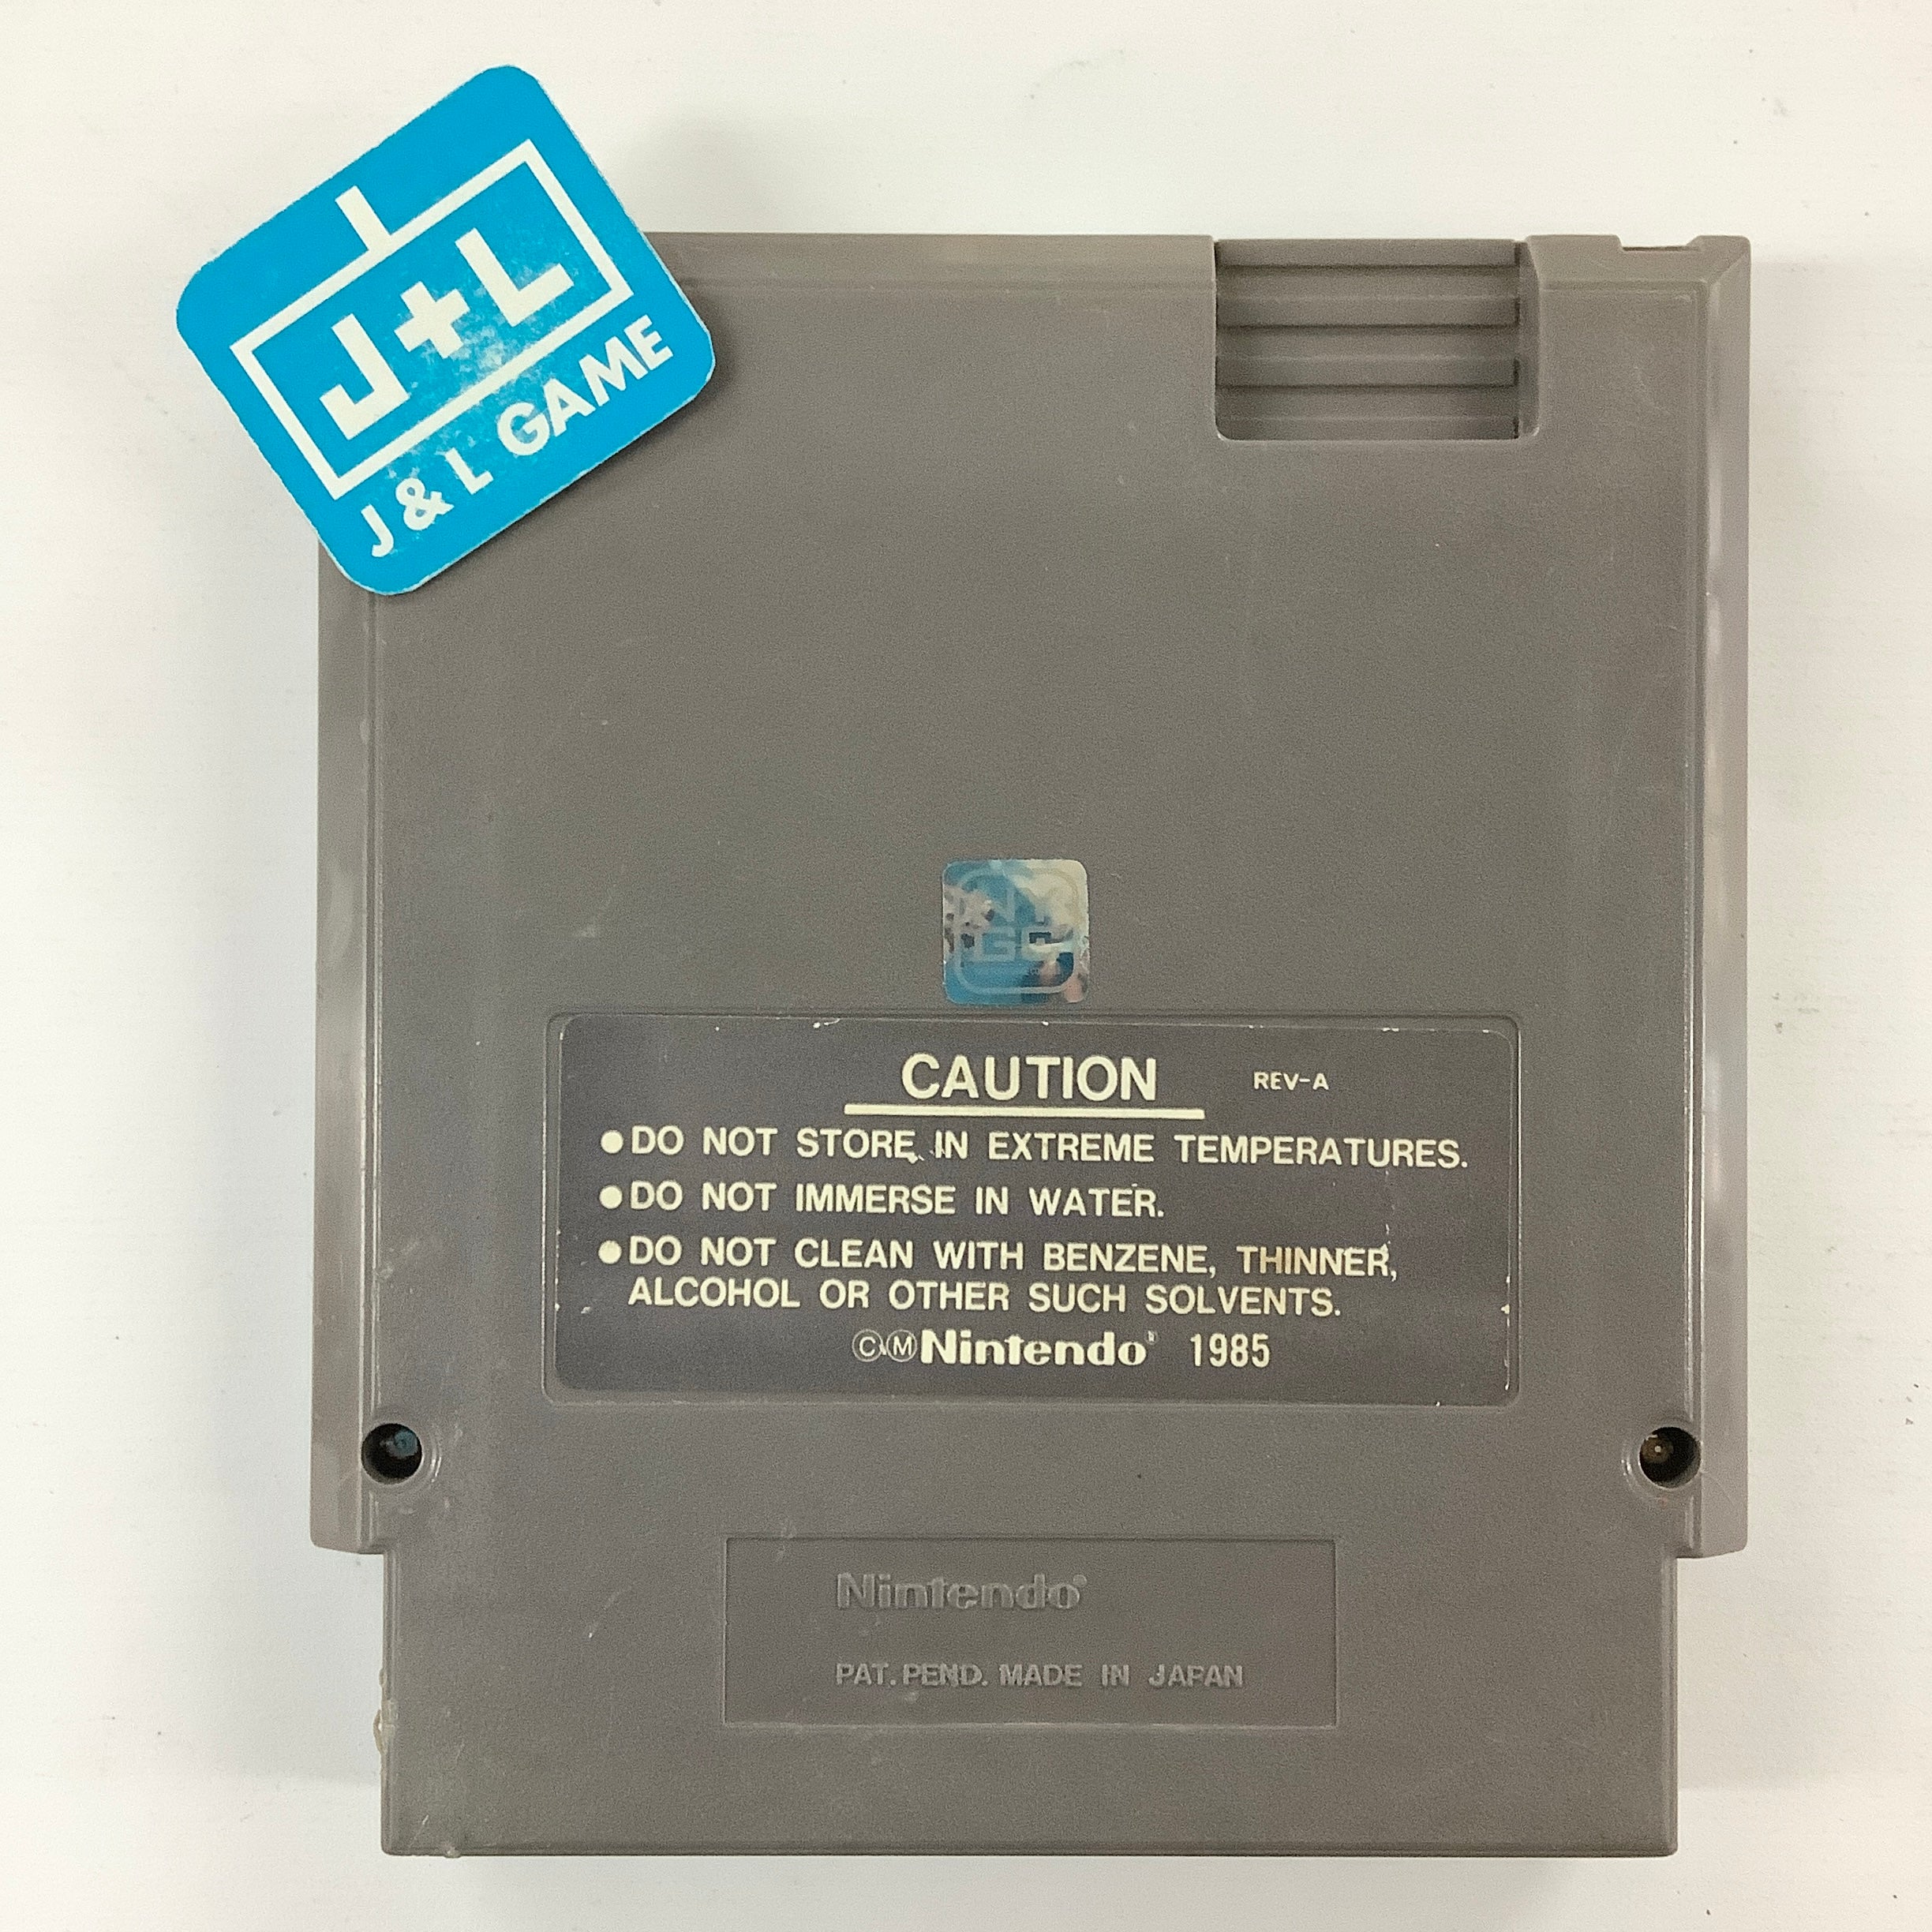 J+L
J & L GAME
CAUTION REV-A
●DO NOT STORE IN EXTREME TEMPERATURES.
●DO NOT IMMERSE IN WATER.
●DO NOT CLEAN WITH BENZENE, THINNER,
ALCOHOL OR OTHER SUCH SOLVENTS.
©ⓂNintendo® 1985
Nintendo®
PAT. PEND. MADE IN JAPAN